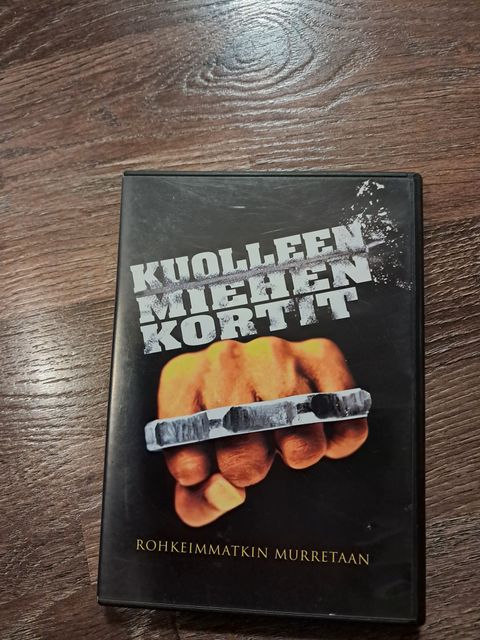 KUOLLEEN
MIEHEN
KORTIT
ROHKEIMMATKIN MURRETAAN